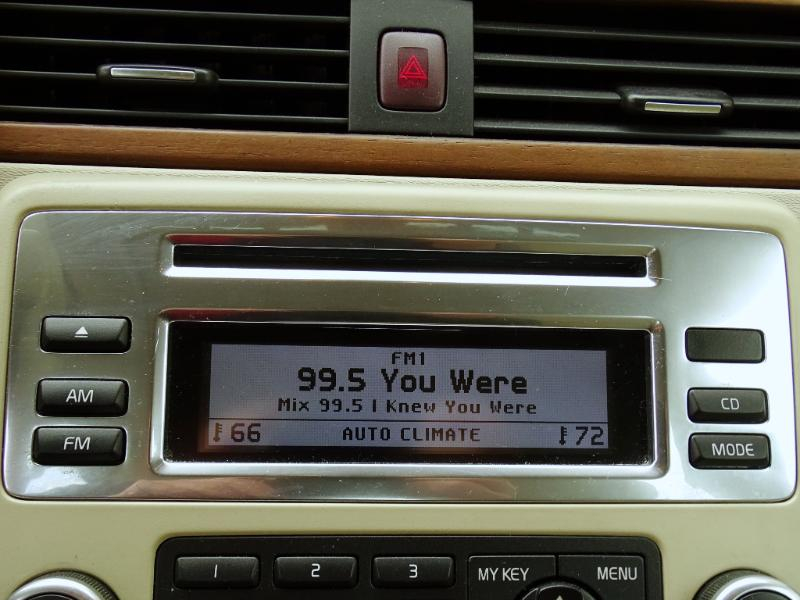 FM1
99.5 You Were
Mix 99.5 I Knew You Were
66 AUTO CLIMATE 72
AM
FM
CD
MODE
1 2 3 MY KEY MENU